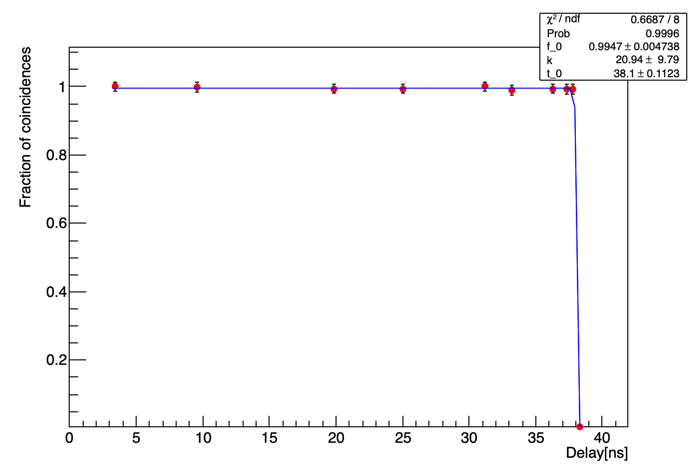 χ² / ndf 0.6687 / 8
Prob 0.9996
f_0 0.9947 ± 0.004738
k 20.94 ± 9.79
t_0 38.1 ± 0.1123
Fraction of coincidences
1
0.8
0.6
0.4
0.2
0 5 10 15 20 25 30 35 40
Delay[ns]